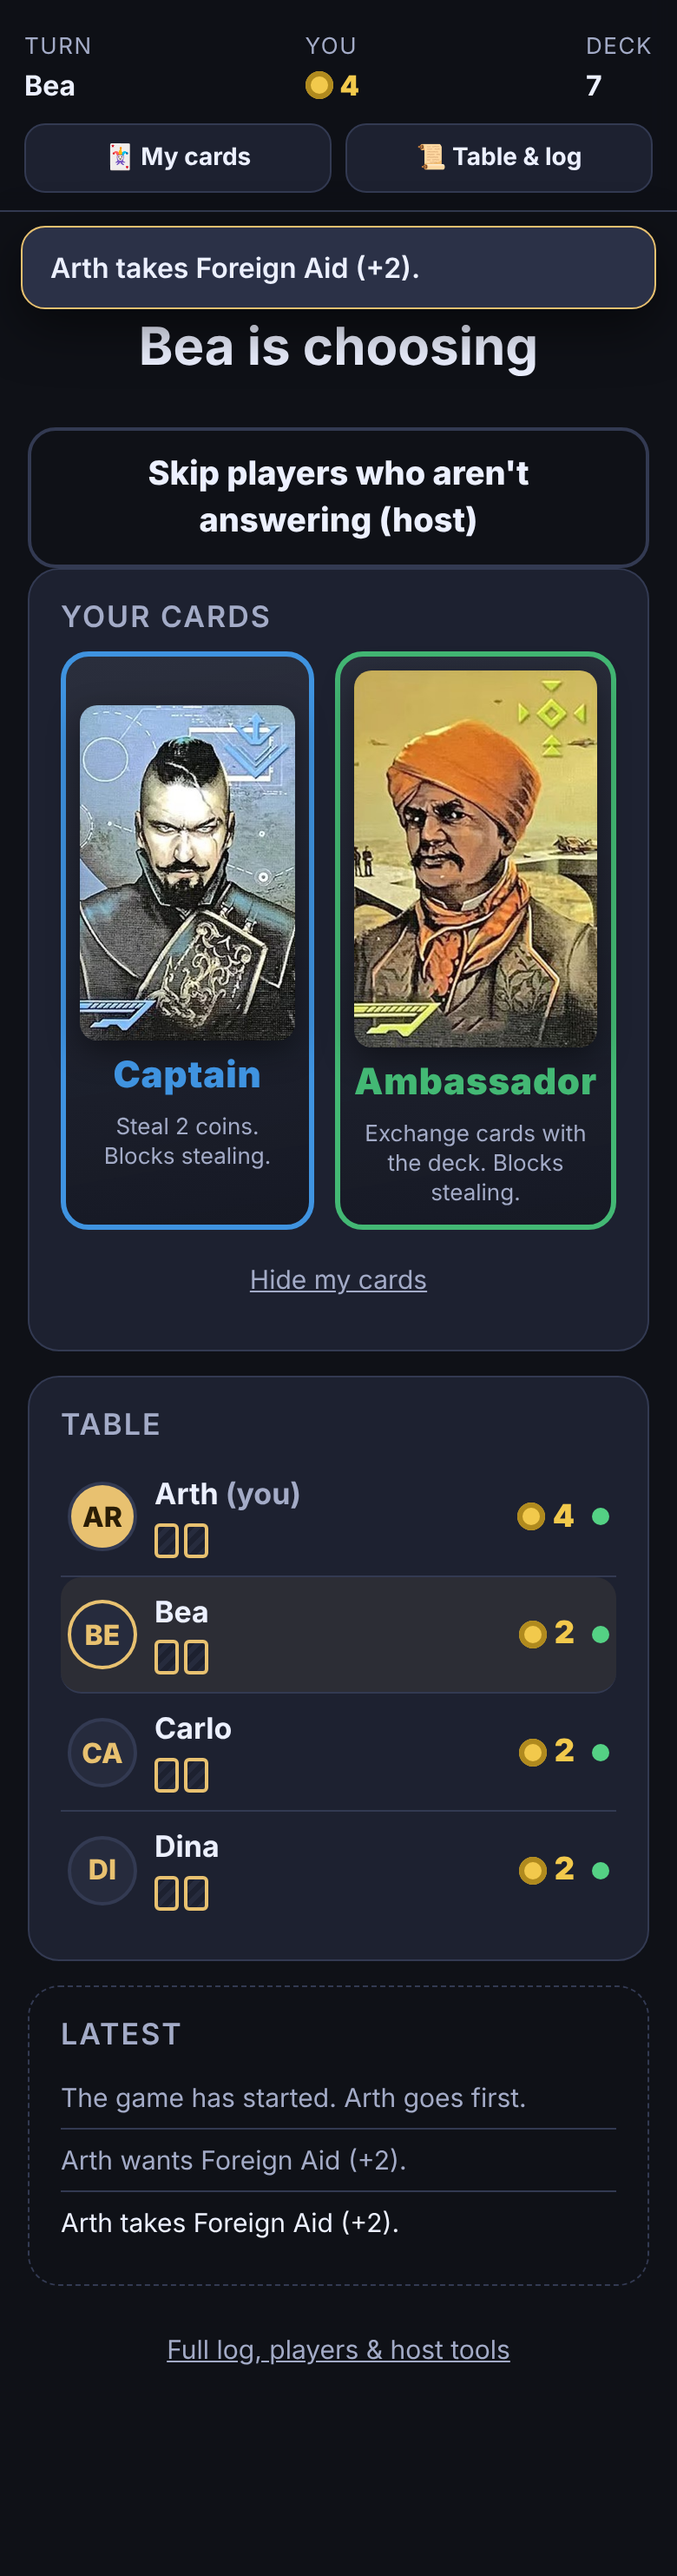 TURN
YOU
DECK
Bea
4
7
🃏 My cards
📜 Table & log
Arth takes Foreign Aid (+2).
Bea is choosing
Skip players who aren't
answering (host)
YOUR CARDS
Captain
Steal 2 coins.
Blocks stealing.
Ambassador
Exchange cards with
the deck. Blocks
stealing.
Hide my cards
TABLE
AR
Arth (you)
4
BE
Bea
2
CA
Carlo
2
DI
Dina
2
LATEST
The game has started. Arth goes first.
Arth wants Foreign Aid (+2).
Arth takes Foreign Aid (+2).
Full log, players & host tools